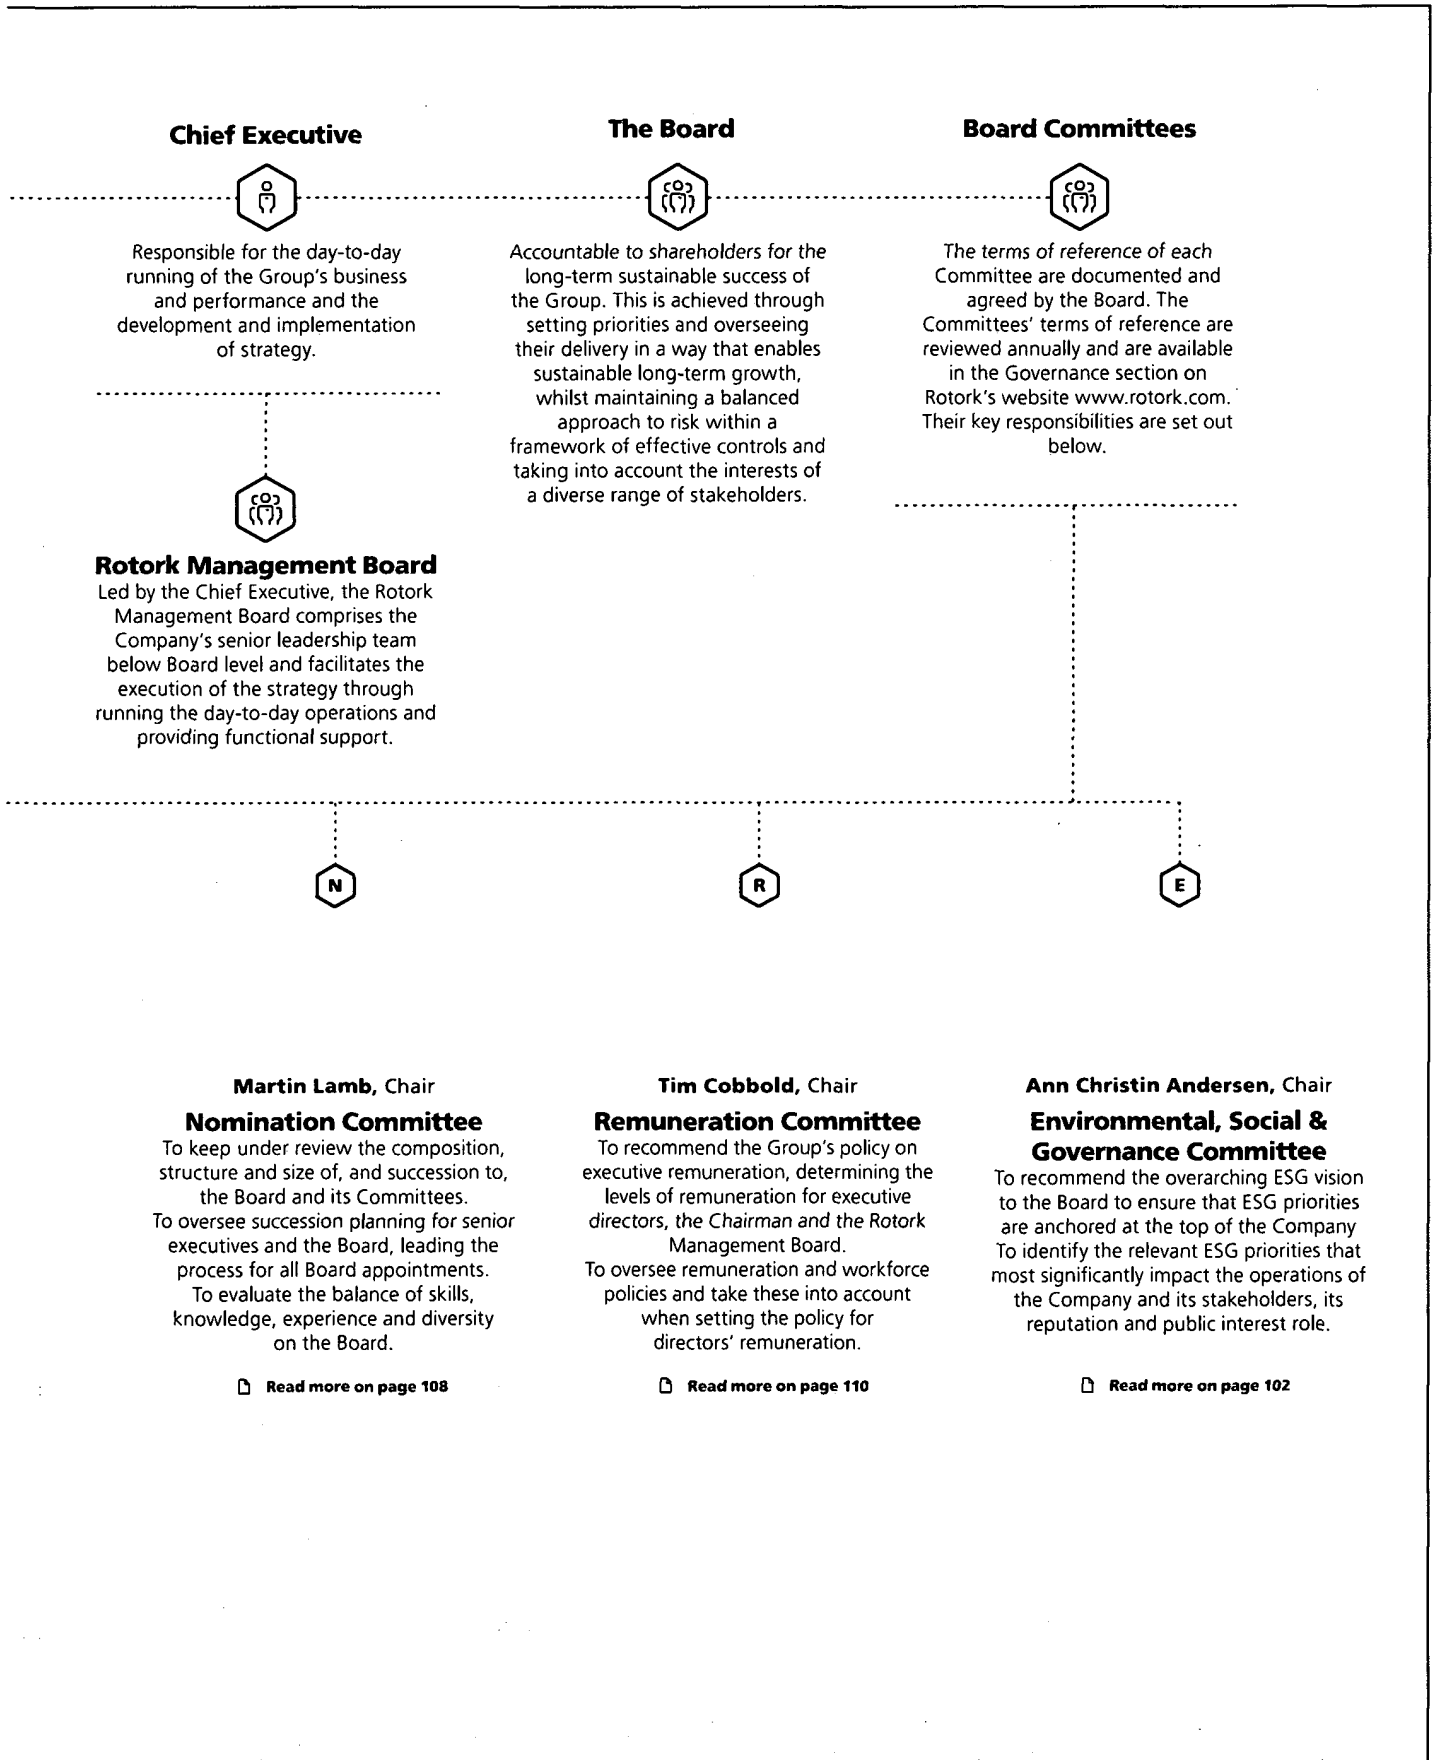 Chief Executive
Responsible for the day-to-day
running of the Group's business
and performance and the
development and implementation
of strategy.
Rotork Management Board
Led by the Chief Executive, the Rotork
Management Board comprises the
Company's senior leadership team
below Board level and facilitates the
execution of the strategy through
running the day-to-day operations and
providing functional support.
The Board
Accountable to shareholders for the
long-term sustainable success of
the Group. This is achieved through
setting priorities and overseeing
their delivery in a way that enables
sustainable long-term growth,
whilst maintaining a balanced
approach to risk within a
framework of effective controls and
taking into account the interests of
a diverse range of stakeholders.
Board Committees
The terms of reference of each
Committee are documented and
agreed by the Board. The
Committees' terms of reference are
reviewed annually and are available
in the Governance section on
Rotork's website www.rotork.com.
Their key responsibilities are set out
below.
N
Martin Lamb, Chair
Nomination Committee
To keep under review the composition,
structure and size of, and succession to,
the Board and its Committees.
To oversee succession planning for senior
executives and the Board, leading the
process for all Board appointments.
To evaluate the balance of skills,
knowledge, experience and diversity
on the Board.
Read more on page 108
R
Tim Cobbold, Chair
Remuneration Committee
To recommend the Group's policy on
executive remuneration, determining the
levels of remuneration for executive
directors, the Chairman and the Rotork
Management Board.
To oversee remuneration and workforce
policies and take these into account
when setting the policy for
directors' remuneration.
Read more on page 110
E
Ann Christin Andersen, Chair
Environmental, Social &
Governance Committee
To recommend the overarching ESG vision
to the Board to ensure that ESG priorities
are anchored at the top of the Company
To identify the relevant ESG priorities that
most significantly impact the operations of
the Company and its stakeholders, its
reputation and public interest role.
Read more on page 102